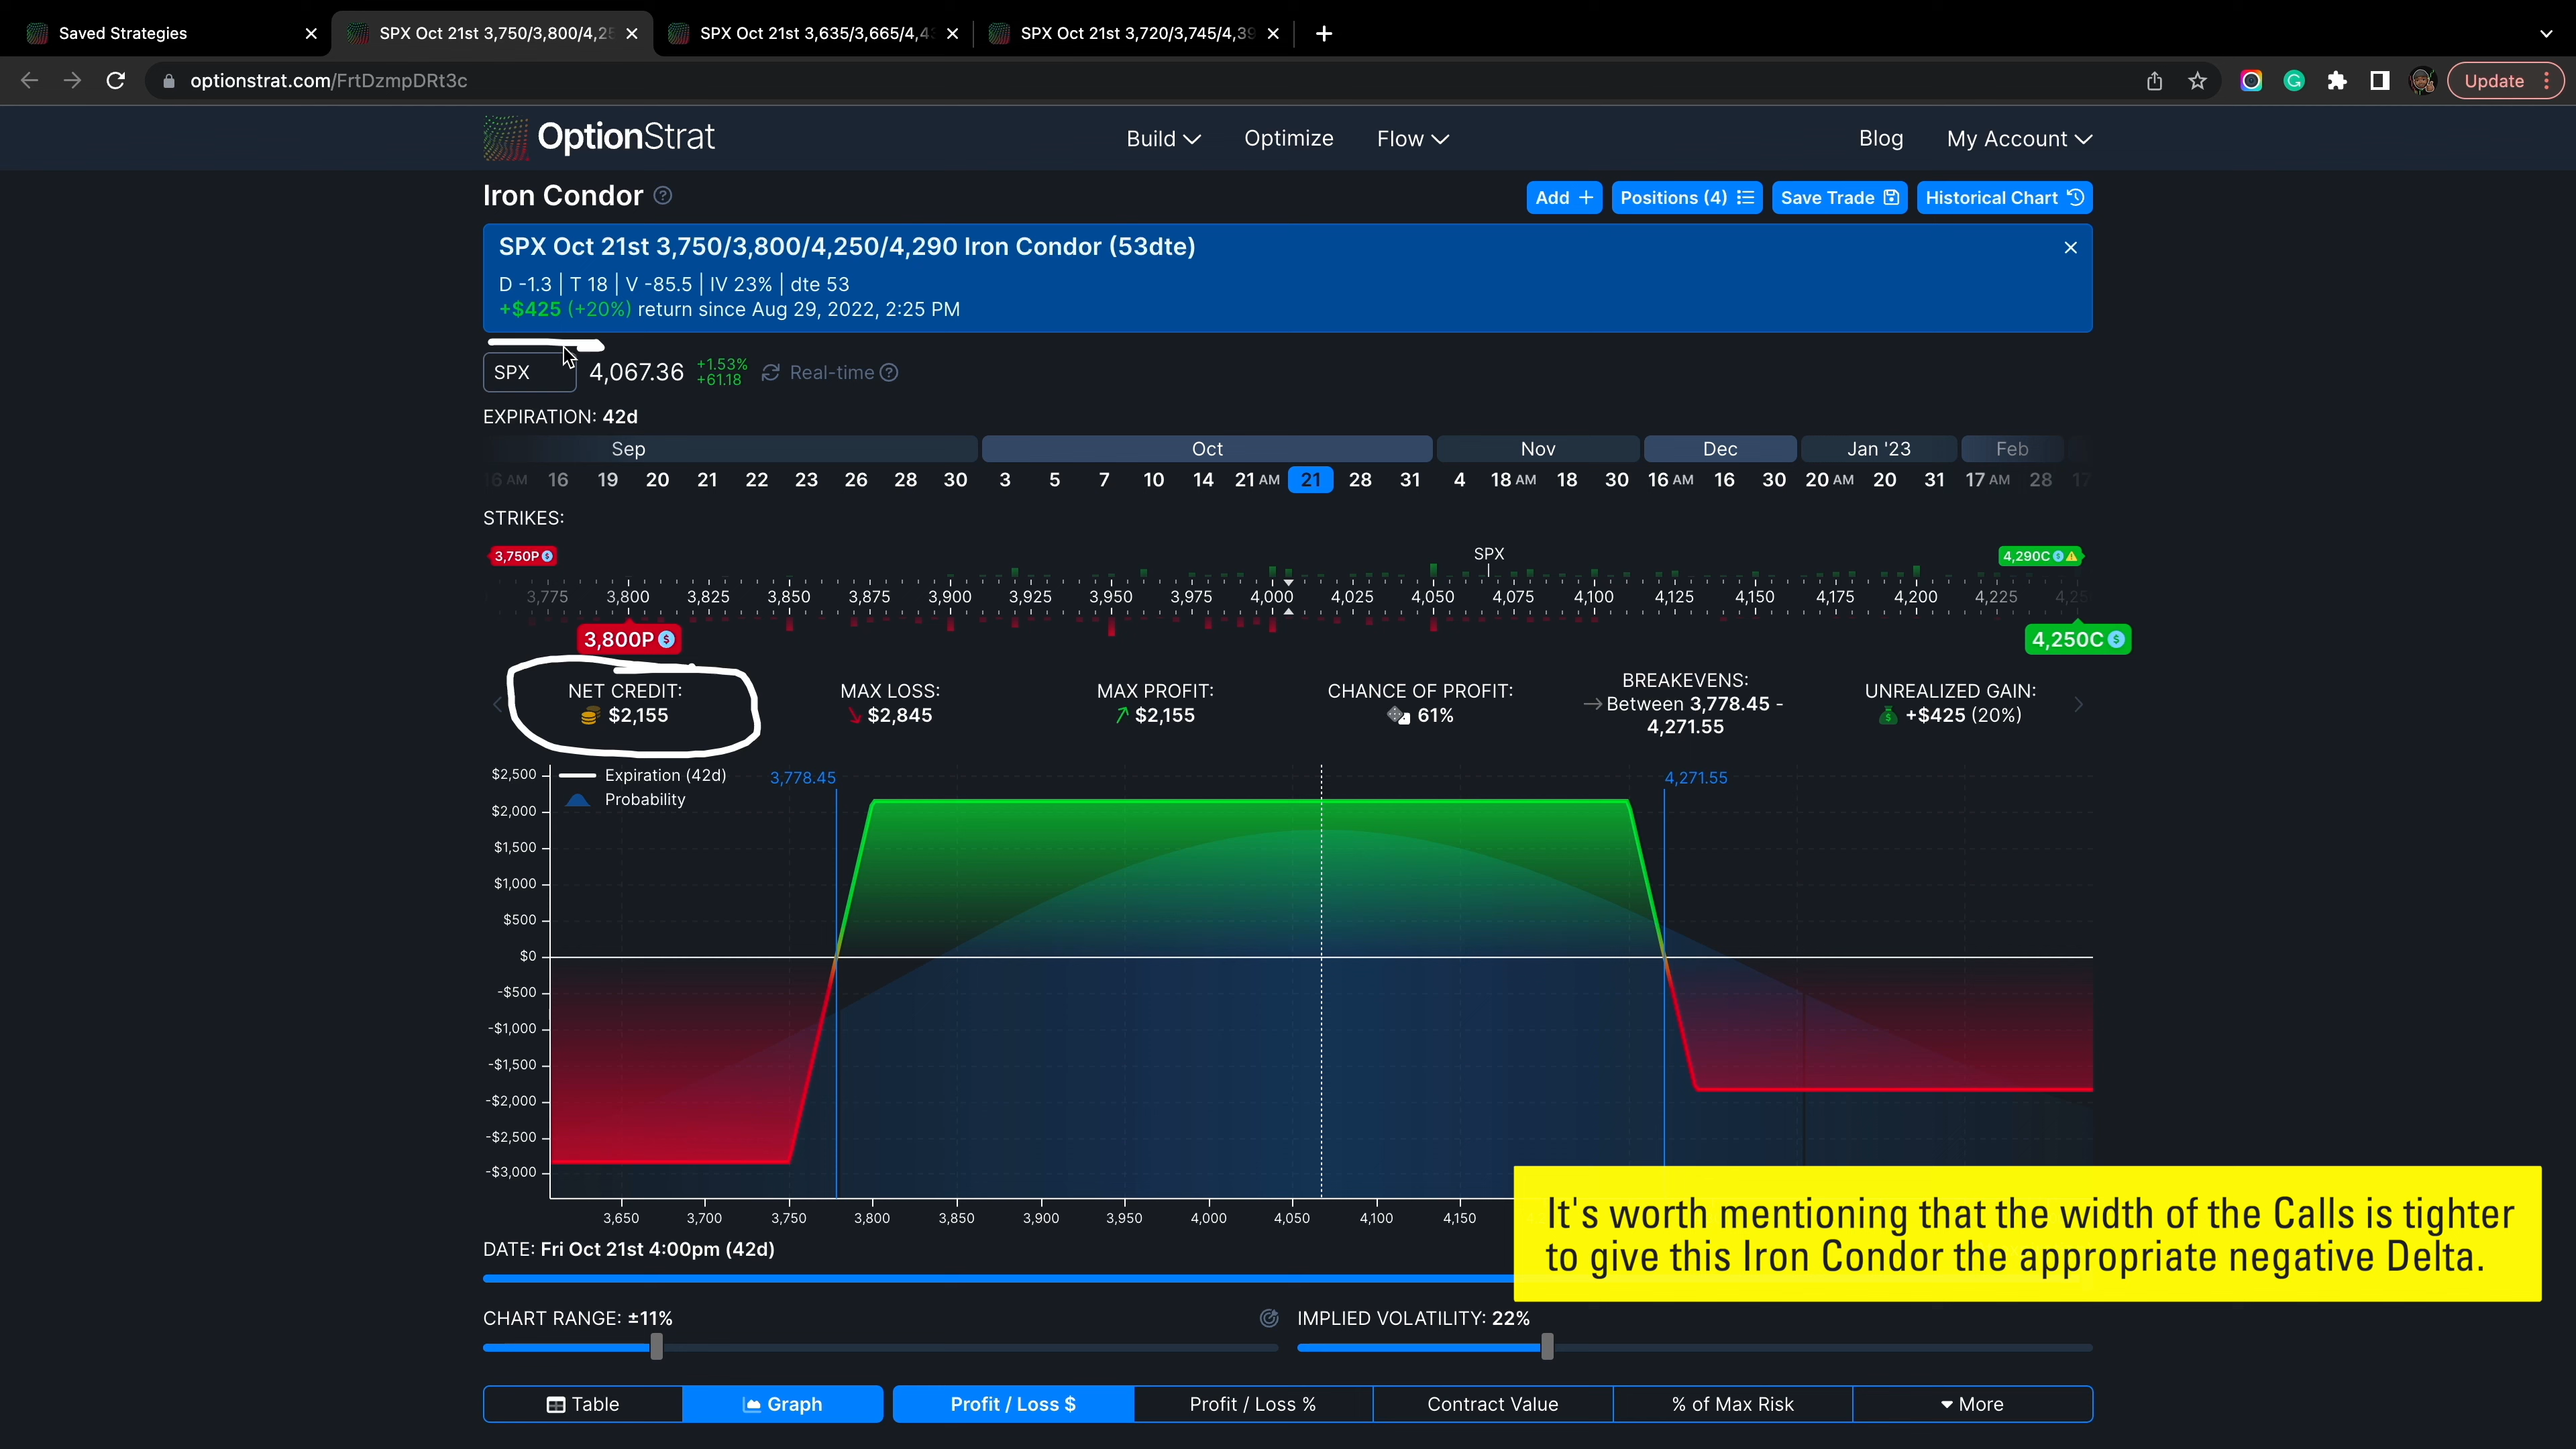 Saved Strategies
SPX Oct 21st 3,750/3,800/4,25
SPX Oct 21st 3,635/3,665/4,43
SPX Oct 21st 3,720/3,745/4,39
optionstrat.com/FrtDzmpDRt3c
Update
OptionStrat
Build
Optimize
Flow
Blog
My Account
Iron Condor
Add +
Positions (4)
Save Trade
Historical Chart
SPX Oct 21st 3,750/3,800/4,250/4,290 Iron Condor (53dte)
D -1.3 | T 18 | V -85.5 | IV 23% | dte 53
+$425 (+20%) return since Aug 29, 2022, 2:25 PM
SPX
4,067.36
+1.53%
+61.18
Real-time
EXPIRATION: 42d
Sep Oct Nov Dec Jan '23 Feb
6 AM 16 19 20 21 22 23 26 28 30 3 5 7 10 14 21 AM 21 28 31 4 18 AM 18 30 16 AM 16 30 20 AM 20 31 17 AM 28 17
STRIKES:
3,750P
SPX
4,290C
3,775 3,800 3,825 3,850 3,875 3,900 3,925 3,950 3,975 4,000 4,025 4,050 4,075 4,100 4,125 4,150 4,175 4,200 4,225 4,25
3,800P
4,250C
NET CREDIT:
$2,155
MAX LOSS:
$2,845
MAX PROFIT:
$2,155
CHANCE OF PROFIT:
61%
BREAKEVENS:
Between 3,778.45 -
4,271.55
UNREALIZED GAIN:
+$425 (20%)
Expiration (42d)
Probability
3,778.45
4,271.55
$2,500
$2,000
$1,500
$1,000
$500
$0
-$500
-$1,000
-$1,500
-$2,000
-$2,500
-$3,000
3,650 3,700 3,750 3,800 3,850 3,900 3,950 4,000 4,050 4,100 4,150
It's worth mentioning that the width of the Calls is tighter
to give this Iron Condor the appropriate negative Delta.
DATE: Fri Oct 21st 4:00pm (42d)
CHART RANGE: ±11%
IMPLIED VOLATILITY: 22%
Table
Graph
Profit / Loss $
Profit / Loss %
Contract Value
% of Max Risk
More